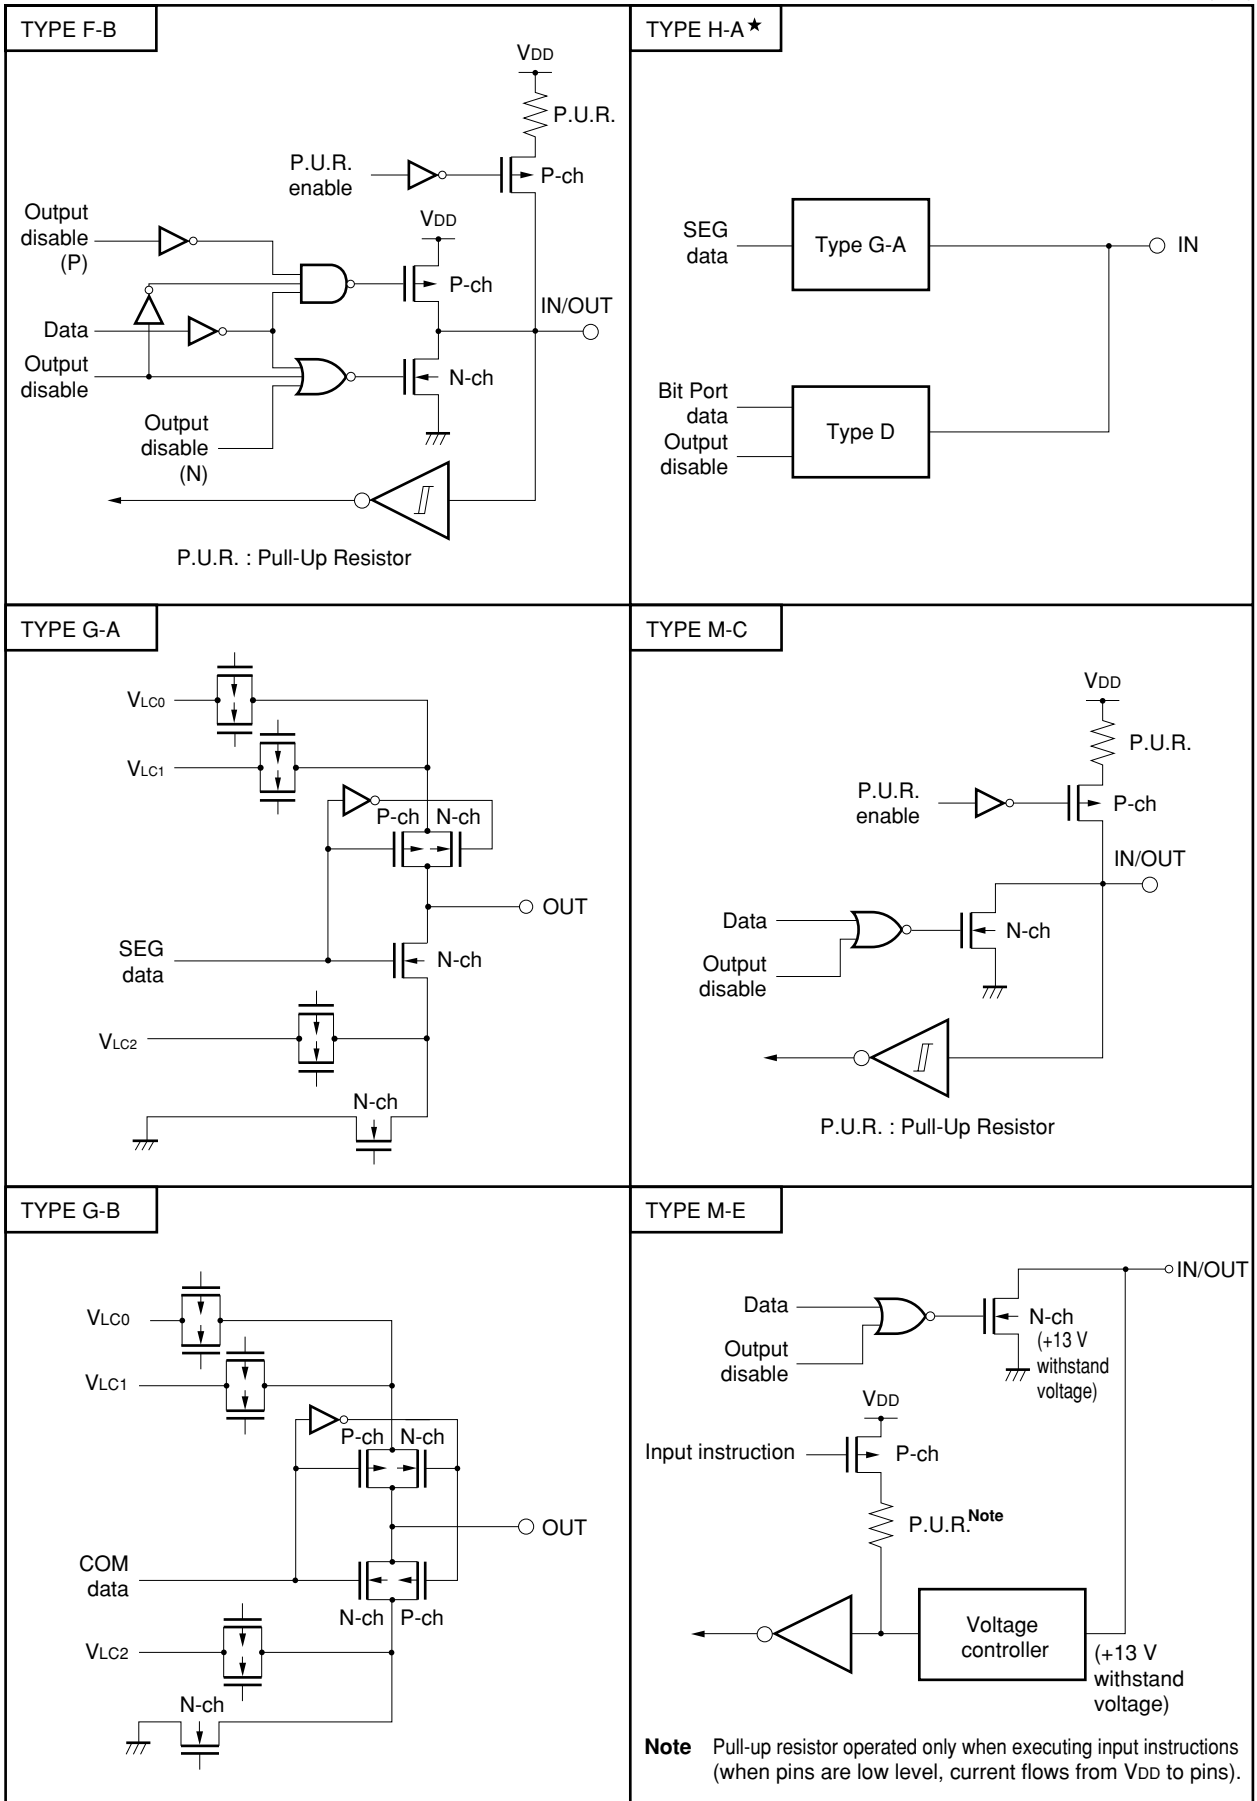 TYPE F-B
VDD
P.U.R.
P.U.R.
enable
P-ch
Output
disable
(P)
VDD
P-ch
IN/OUT
Data
Output
disable
N-ch
Output
disable
(N)
P.U.R. : Pull-Up Resistor
TYPE H-A★
SEG
data
Type G-A
IN
Bit Port
data
Output
disable
Type D
TYPE G-A
VLC0
VLC1
P-ch N-ch
OUT
SEG
data
N-ch
VLC2
N-ch
TYPE M-C
VDD
P.U.R.
P.U.R.
enable
P-ch
IN/OUT
Data
Output
disable
N-ch
P.U.R. : Pull-Up Resistor
TYPE G-B
VLC0
VLC1
P-ch N-ch
OUT
COM
data
N-ch P-ch
VLC2
N-ch
TYPE M-E
IN/OUT
Data
Output
disable
N-ch
(+13 V
withstand
voltage)
VDD
Input instruction
P-ch
P.U.R.Note
Voltage
controller
(+13 V
withstand
voltage)
Note Pull-up resistor operated only when executing input instructions
(when pins are low level, current flows from VDD to pins).